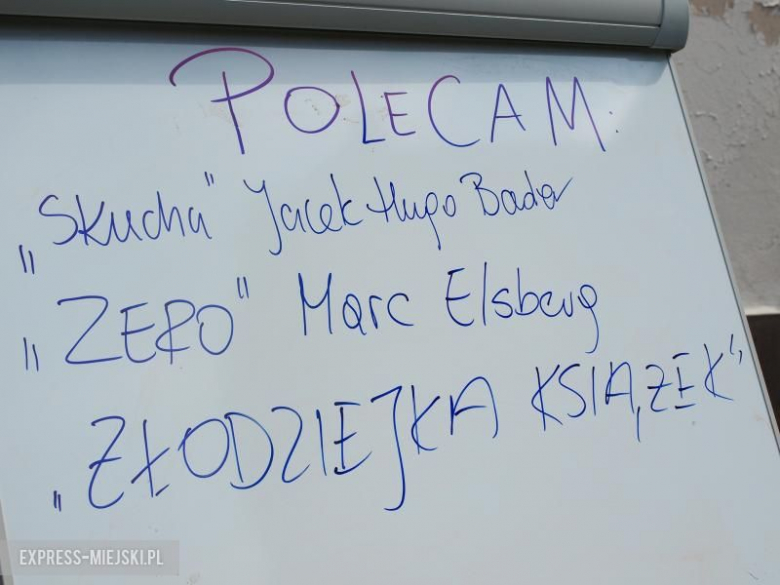 POLECAM:
„Skucha" Jacek Hugo Bader
„ZERO" Marc Elsberg
„ZŁODZIEJKA KSIĄŻEK"
EXPRESS-MIEJSKI.PL